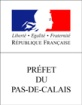 Liberté • Égalité • Fraternité
RÉPUBLIQUE FRANÇAISE
PRÉFET
DU
PAS-DE-CALAIS